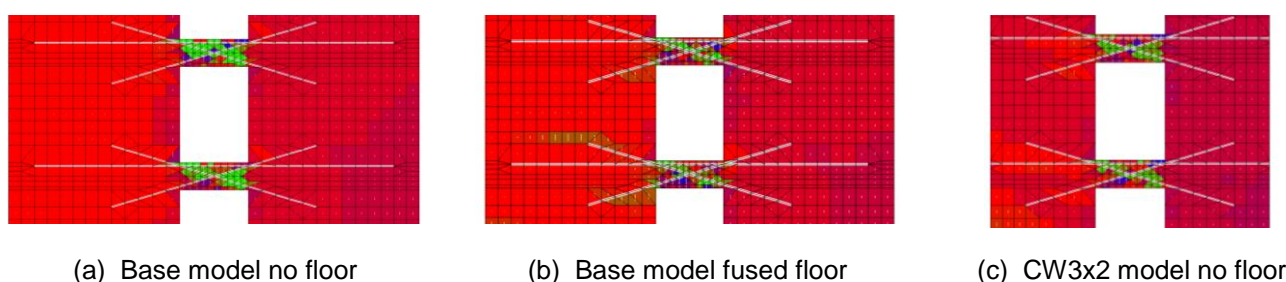 (a) Base model no floor
(b) Base model fused floor
(c) CW3x2 model no floor